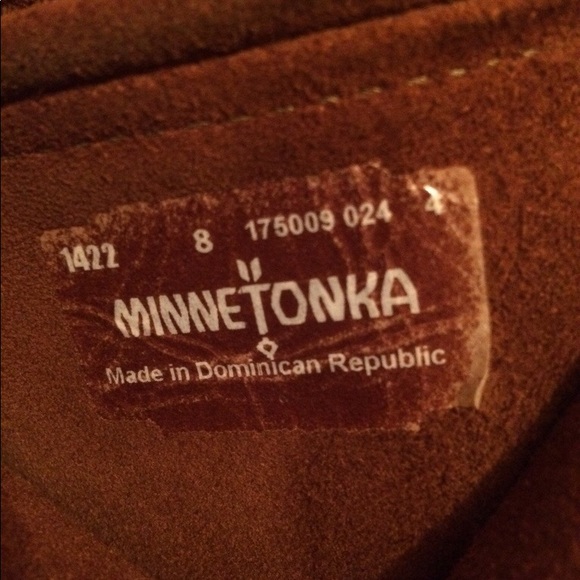 1422 8 175009 024 4
MINNETONKA
Made in Dominican Republic